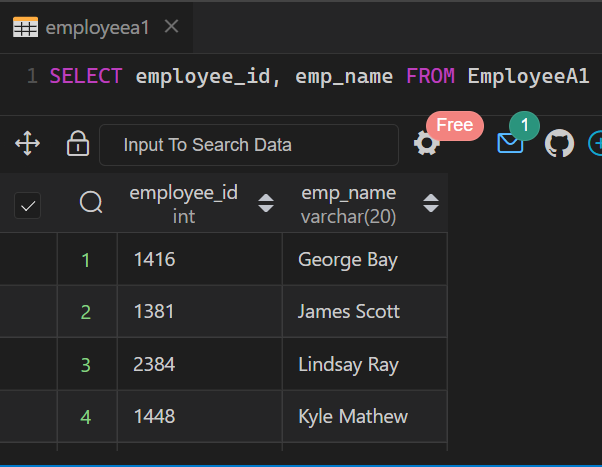 employeea1
1 SELECT employee_id, emp_name FROM EmployeeA1
Input To Search Data Free 1
employee_id emp_name
int varchar(20)
1 1416 George Bay
2 1381 James Scott
3 2384 Lindsay Ray
4 1448 Kyle Mathew